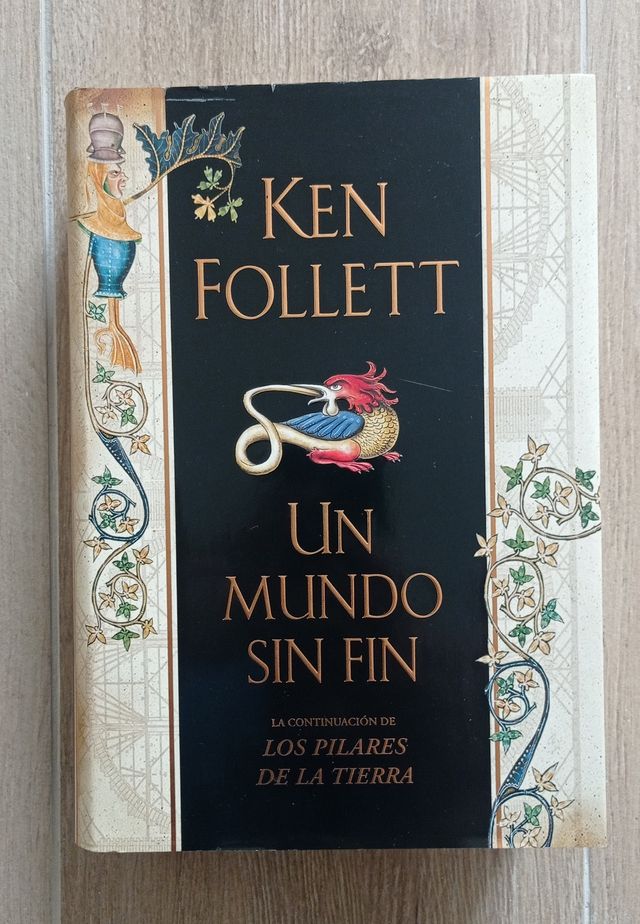 KEN
FOLLETT
UN
MUNDO
SIN FIN
LA CONTINUACIÓN DE
LOS PILARES
DE LA TIERRA